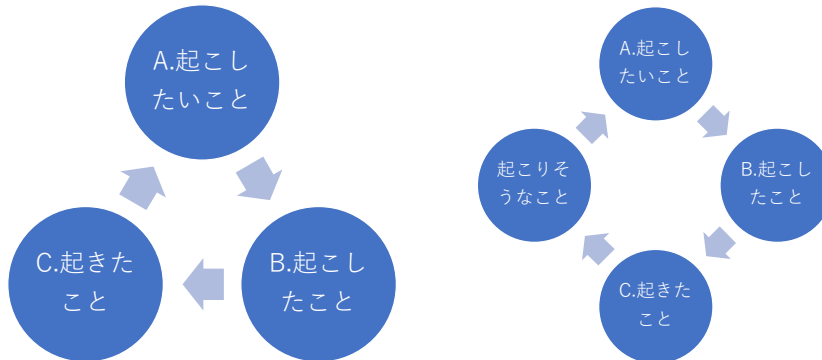 A.起こし
たいこと
B.起こし
たこと
C.起きた
こと
A.起こし
たいこと
B.起こし
たこと
C.起きた
こと
起こりそ
うなこと